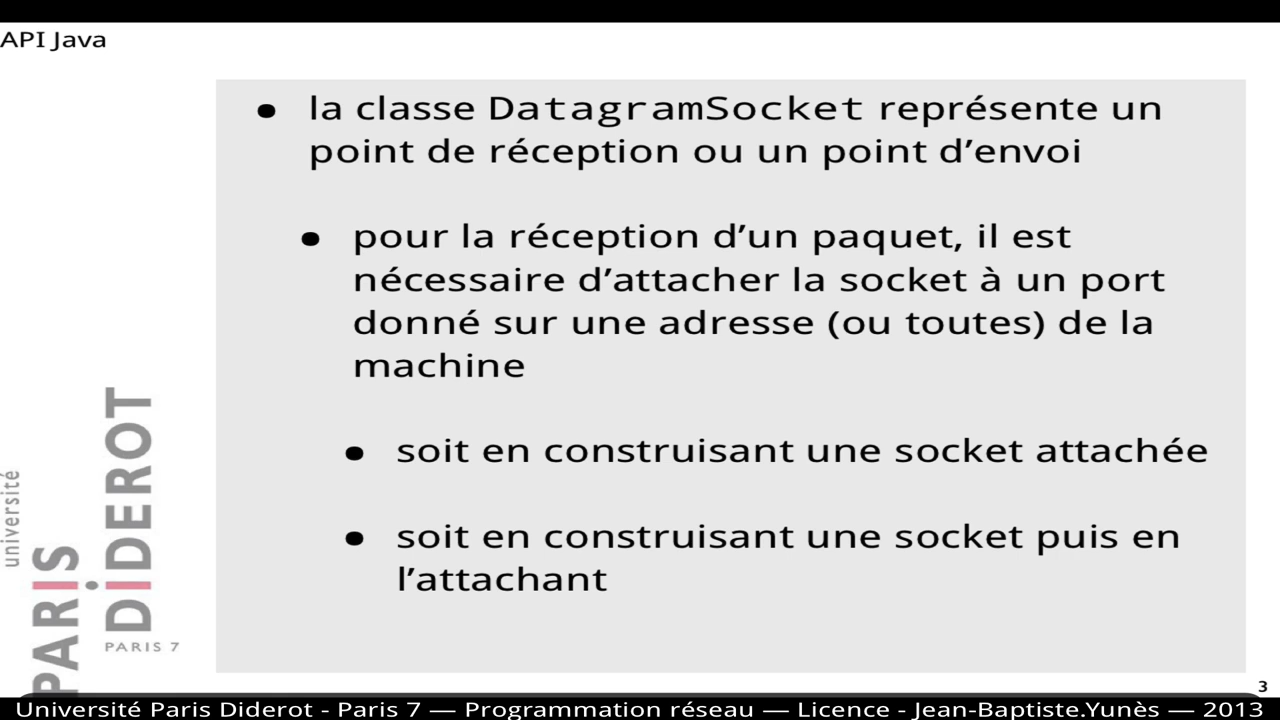 API Java
• la classe DatagramSocket représente un
point de réception ou un point d’envoi
• pour la réception d’un paquet, il est
nécessaire d’attacher la socket à un port
donné sur une adresse (ou toutes) de la
machine
• soit en construisant une socket attachée
• soit en construisant une socket puis en
l’attachant
université
PARIS
DIDEROT
PARIS 7
3
Université Paris Diderot - Paris 7 — Programmation réseau — Licence - Jean-Baptiste.Yunès — 2013